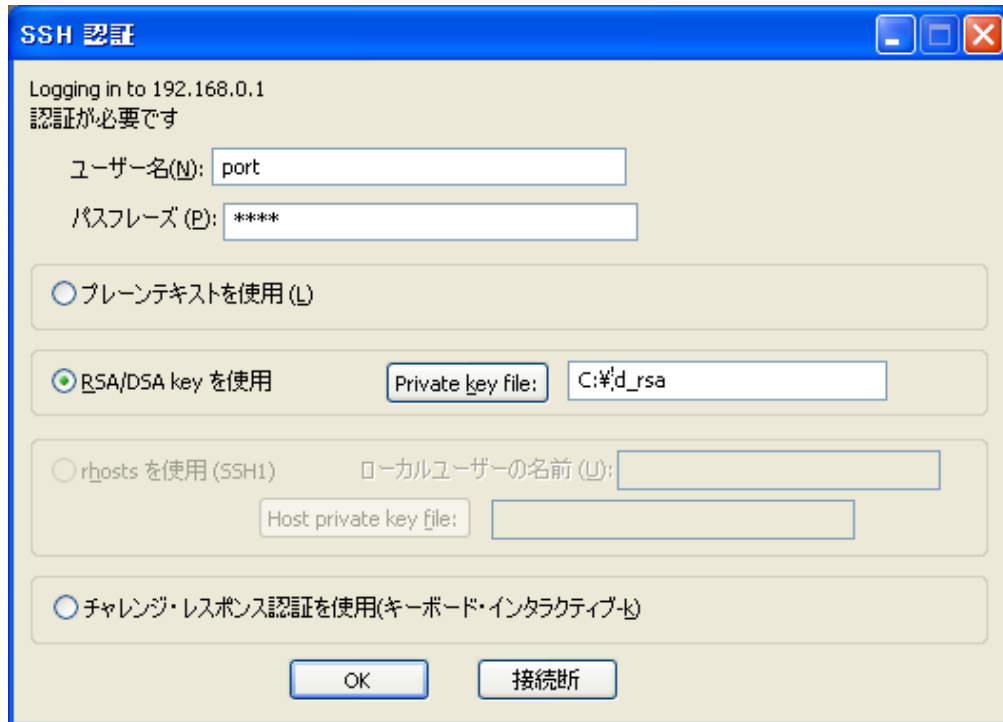 SSH 認証
Logging in to 192.168.0.1
認証が必要です
ユーザー名(N): port
パスフレーズ (P): ****
プレーンテキストを使用(L)
RSA/DSA key を使用 Private key file: C:¥id_rsa
rhosts を使用(SSH1) ローカルユーザーの名前(U):
Host private key file:
チャレンジ・レスポンス認証を使用(キーボード・インタラクティブ-k)
OK 接続断